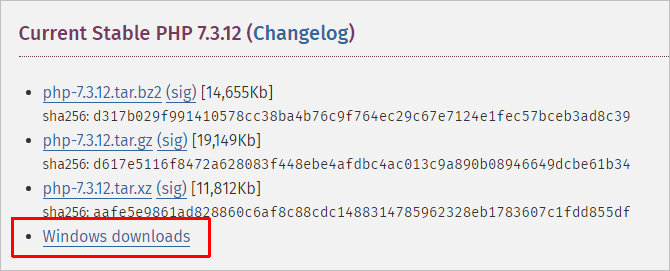 Current Stable PHP 7.3.12 (Changelog)
php-7.3.12.tar.bz2 (sig) [14,655Kb]
sha256: d317b029f991410578cc38ba4b76c9f764ec29c67e7124e1fec57bceb3ad8c39
php-7.3.12.tar.gz (sig) [19,149Kb]
sha256: d617e5116f8472a628083f448ebe4afdbc4ac013c9a890b08946649dcbe61b34
php-7.3.12.tar.xz (sig) [11,812Kb]
sha256: aafe5e9861ad828860c6af8c88cdc1488314785962328eb1783607c1fdd855df
Windows downloads